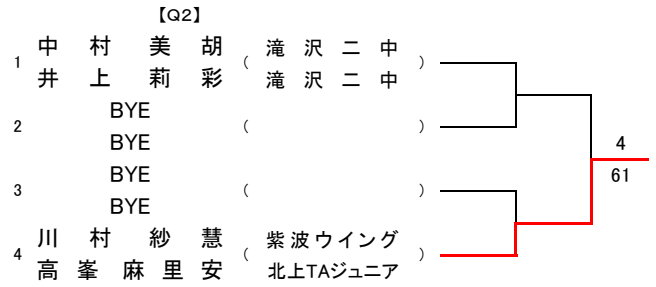 【Q2】
1 中村美胡 ( 滝沢二中 )
井上莉彩 滝沢二中
2 BYE ( )
BYE
3 BYE ( )
BYE
4 川村紗慧 ( 紫波ウイング )
高峯麻里安 北上TAジュニア
4
61